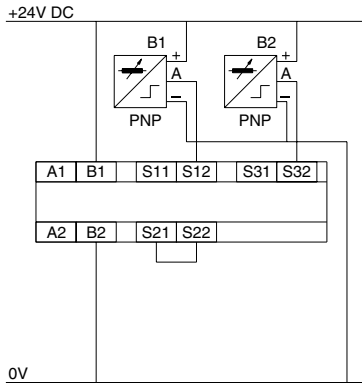 +24V DC
B1 B2
+ +
A A
− −
PNP PNP
A1 B1 S11 S12 S31 S32
A2 B2 S21 S22
0V